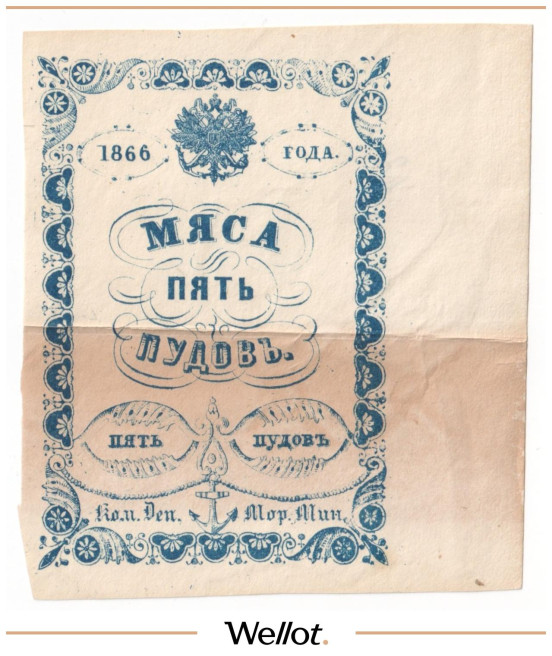 1866 ГОДА.
МЯСА
ПЯТЬ
ПУДОВЪ.
ПЯТЬ ПУДОВЪ
Ком. Деп. Мор. Мин.
Wellot.